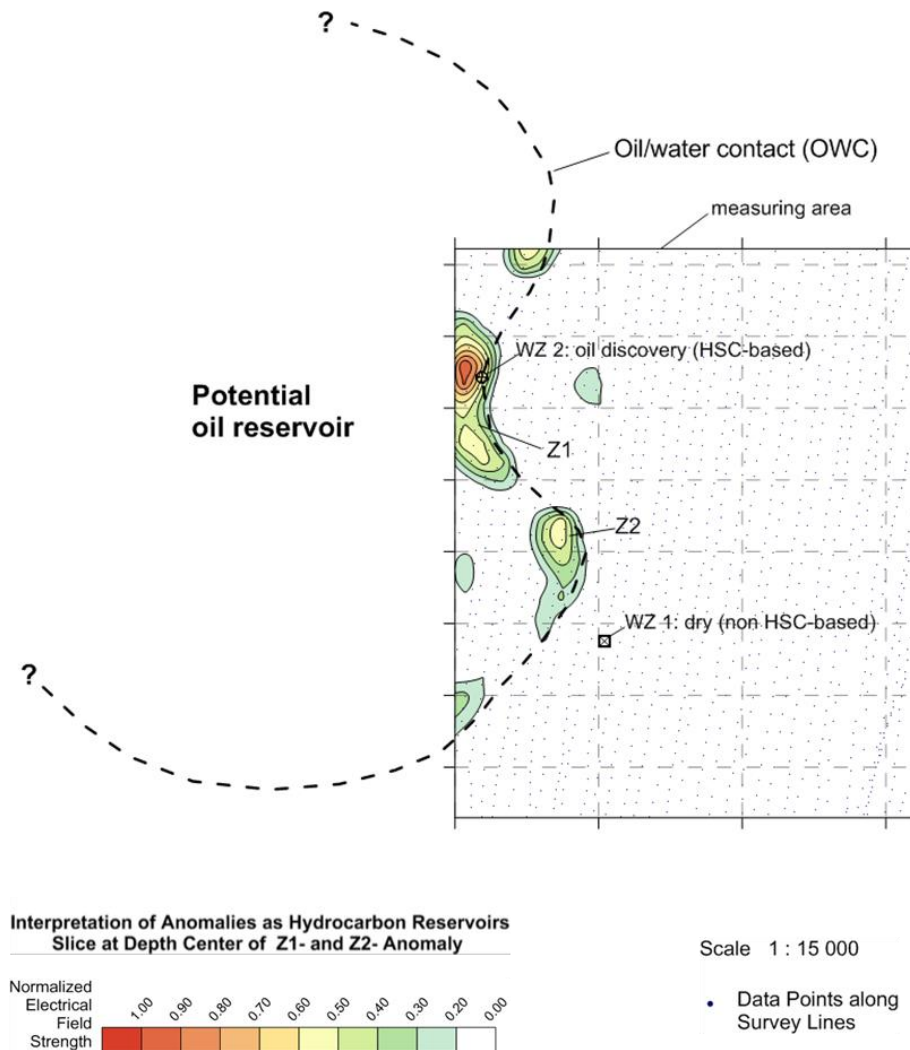 ?
Oil/water contact (OWC)
measuring area
WZ 2: oil discovery (HSC-based)
Potential
oil reservoir
Z1
Z2
WZ 1: dry (non HSC-based)
?
Interpretation of Anomalies as Hydrocarbon Reservoirs
Slice at Depth Center of Z1- and Z2- Anomaly
Scale 1 : 15 000
Normalized
Electrical
Field
Strength
1.00 0.90 0.80 0.70 0.60 0.50 0.40 0.30 0.20 0.00
Data Points along
Survey Lines